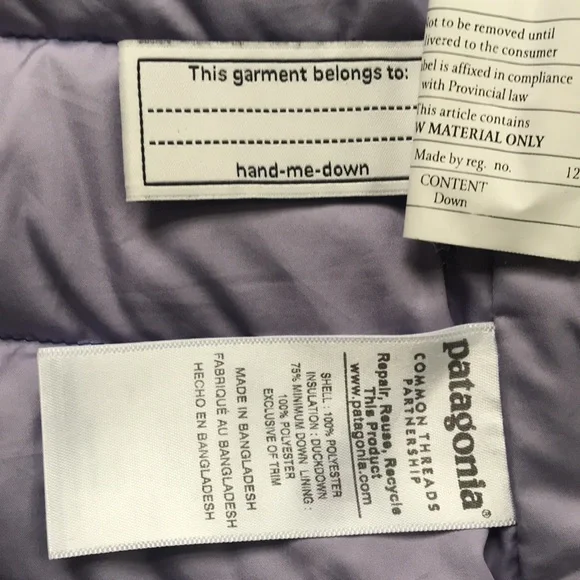 This garment belongs to:
hand-me-down
ot to be removed until
ivered to the consumer
bel is affixed in compliance
with Provincial law
This article contains
W MATERIAL ONLY
Made by reg. no. 12
CONTENT
Down
patagonia®
COMMON THREADS
PARTNERSHIP
Repair, Reuse, Recycle
This Product
www.patagonia.com
SHELL : 100% POLYESTER
INSULATION : DUCKDOWN
75% MINIMUM DOWN LINING :
100% POLYESTER
EXCLUSIVE OF TRIM
MADE IN BANGLADESH
FABRIQUÉ AU BANGLADESH
HECHO EN BANGLADESH